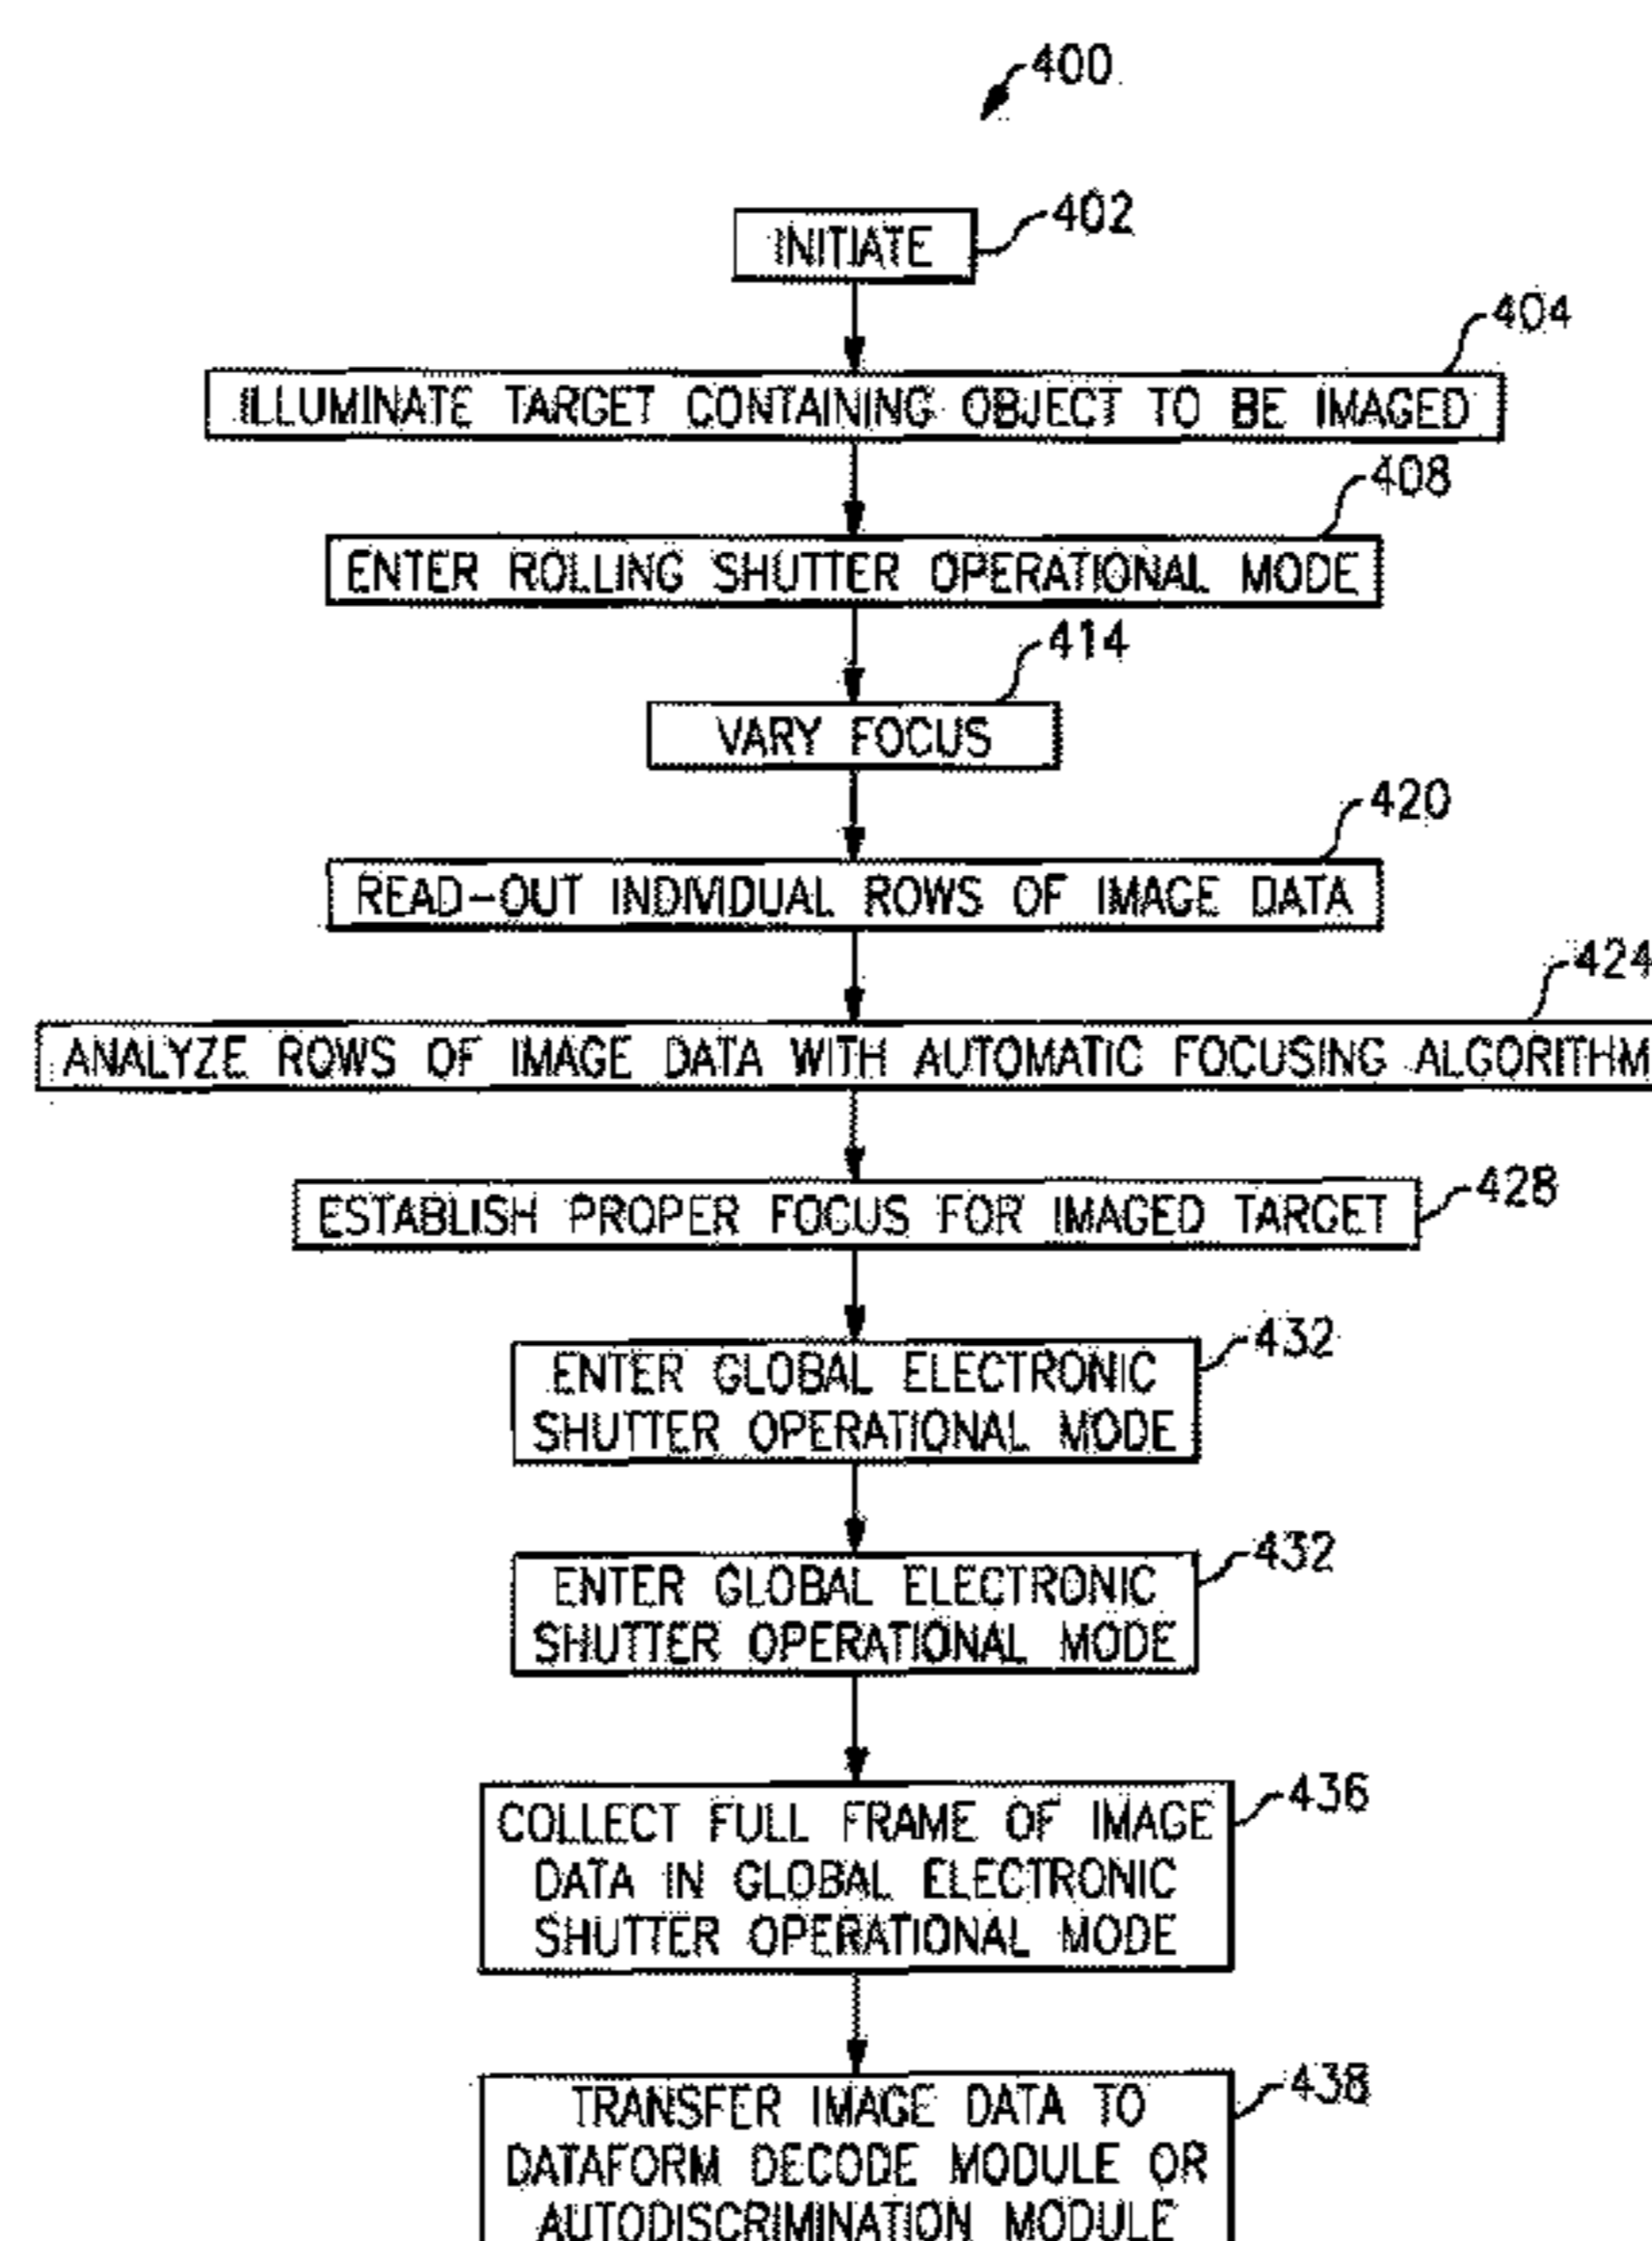 400
INITIATE
402
404
ILLUMINATE TARGET CONTAINING OBJECT TO BE IMAGED
408
ENTER ROLLING SHUTTER OPERATIONAL MODE
414
VARY FOCUS
420
READ-OUT INDIVIDUAL ROWS OF IMAGE DATA
424
ANALYZE ROWS OF IMAGE DATA WITH AUTOMATIC FOCUSING ALGORITHM
ESTABLISH PROPER FOCUS FOR IMAGED TARGET
428
432
ENTER GLOBAL ELECTRONIC
SHUTTER OPERATIONAL MODE
432
ENTER GLOBAL ELECTRONIC
SHUTTER OPERATIONAL MODE
436
COLLECT FULL FRAME OF IMAGE
DATA IN GLOBAL ELECTRONIC
SHUTTER OPERATIONAL MODE
438
TRANSFER IMAGE DATA TO
DATAFORM DECODE MODULE OR
AUTODISCRIMINATION MODULE